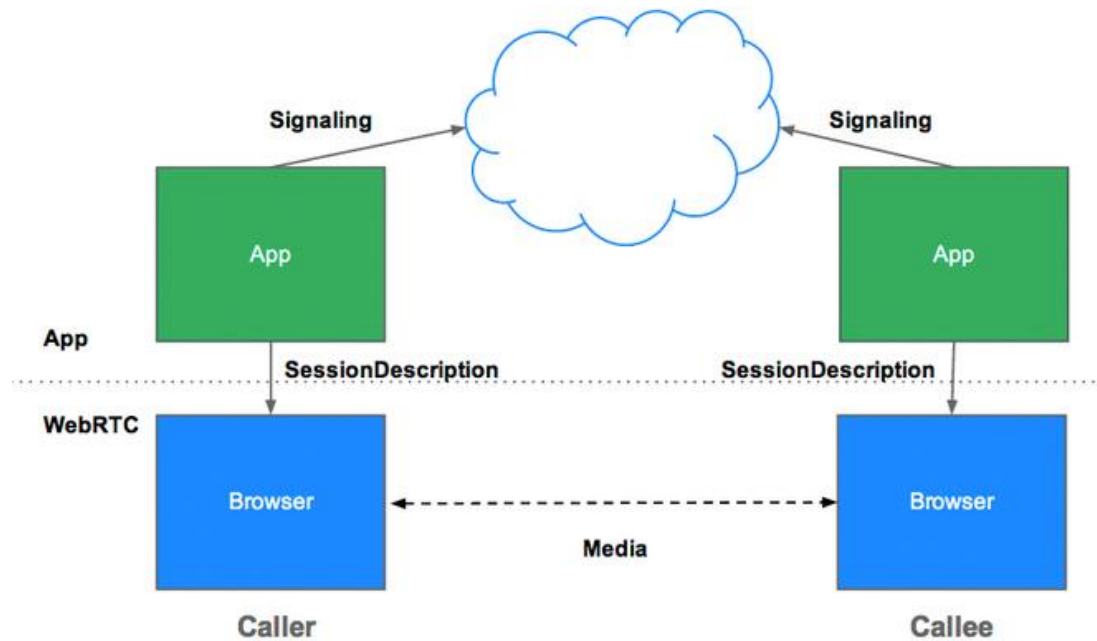 Signaling
Signaling
App
App
App
SessionDescription
SessionDescription
WebRTC
Browser
Browser
Media
Caller
Callee